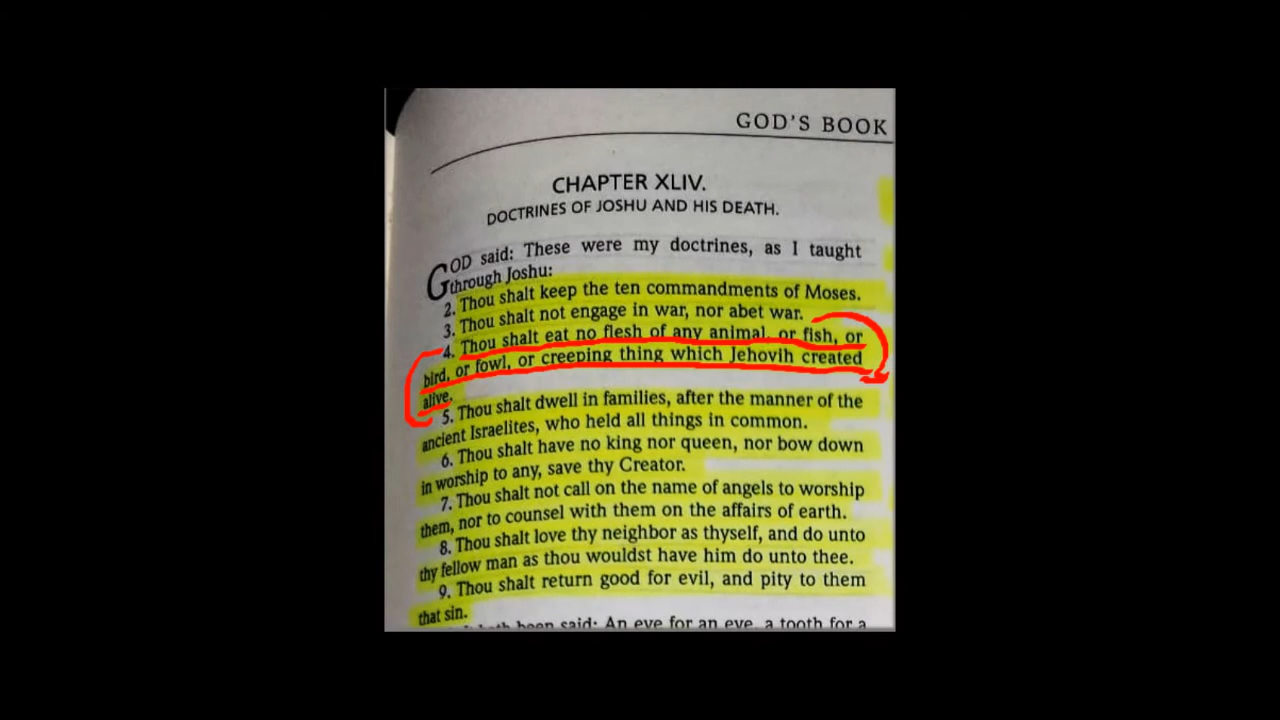 GOD'S BOOK
CHAPTER XLIV.
DOCTRINES OF JOSHU AND HIS DEATH.
GOD said: These were my doctrines, as I taught
through Joshu:
2. Thou shalt keep the ten commandments of Moses.
3. Thou shalt not engage in war, nor abet war.
4. Thou shalt eat no flesh of any animal, or fish, or
bird, or fowl, or creeping thing which Jehovih created
alive.
5. Thou shalt dwell in families, after the manner of the
ancient Israelites, who held all things in common.
6. Thou shalt have no king nor queen, nor bow down
in worship to any, save thy Creator.
7. Thou shalt not call on the name of angels to worship
them, nor to counsel with them on the affairs of earth.
8. Thou shalt love thy neighbor as thyself, and do unto
thy fellow man as thou wouldst have him do unto thee.
9. Thou shalt return good for evil, and pity to them
that sin.
been said: An eye for an eye, a tooth for a